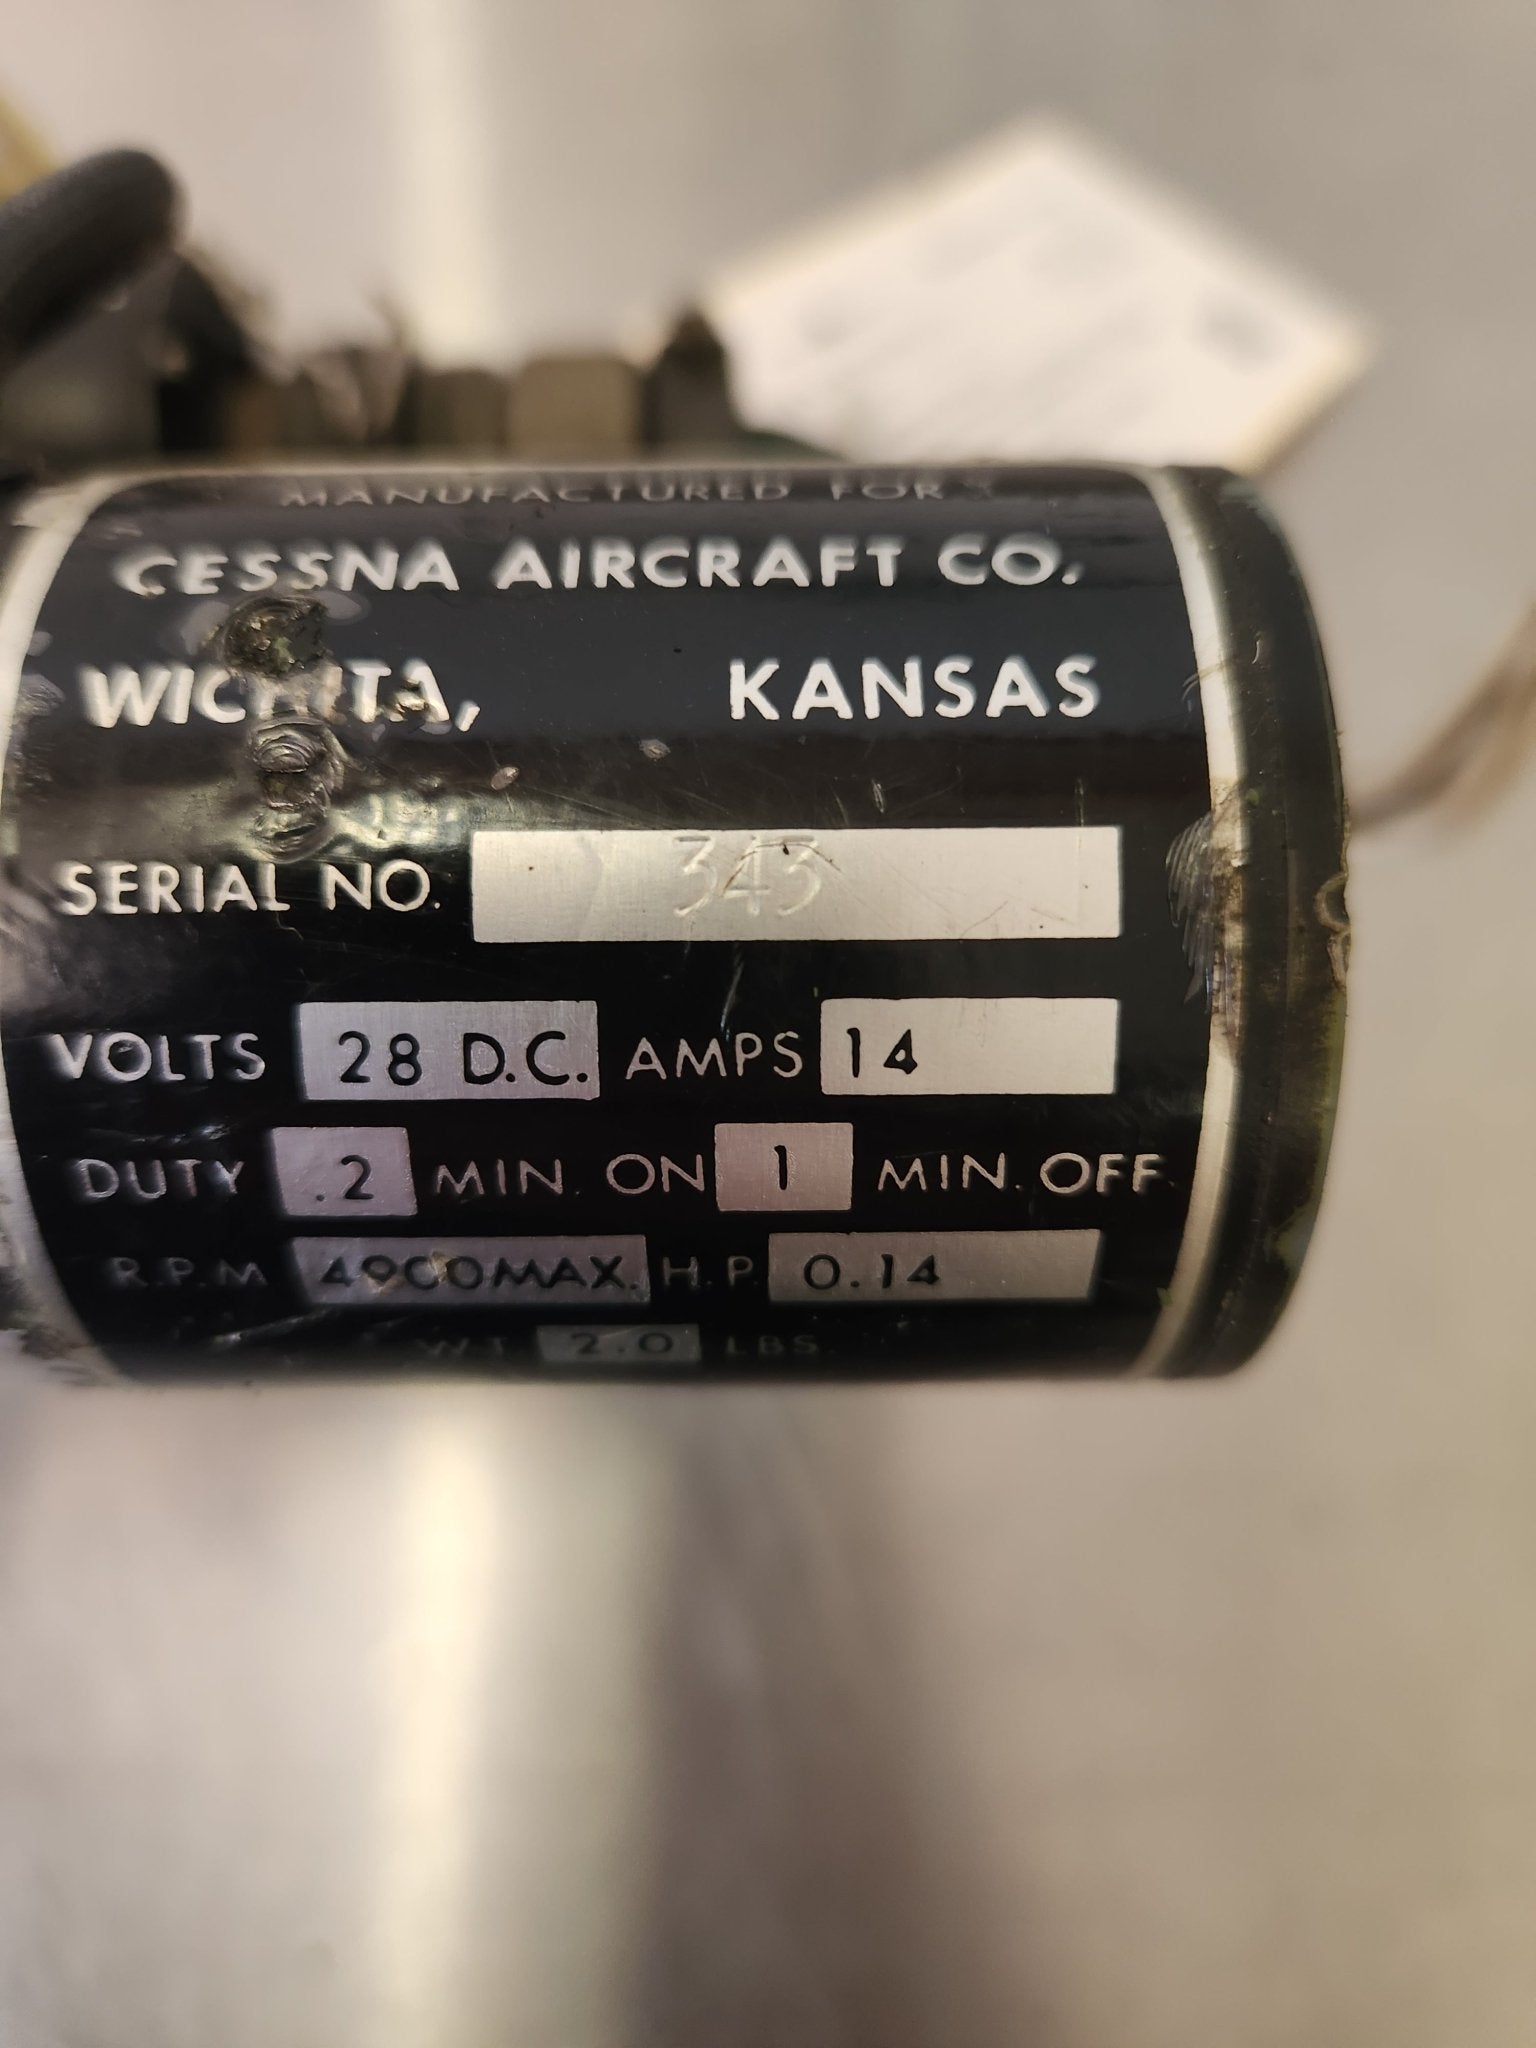 MANUFACTURED FOR
CESSNA AIRCRAFT CO.
WICHITA, KANSAS
SERIAL NO. 343
VOLTS 28 D.C. AMPS 14
DUTY .2 MIN. ON 1 MIN. OFF
R.P.M 4900MAX. H.P. 0.14
WT 2.0 LBS.